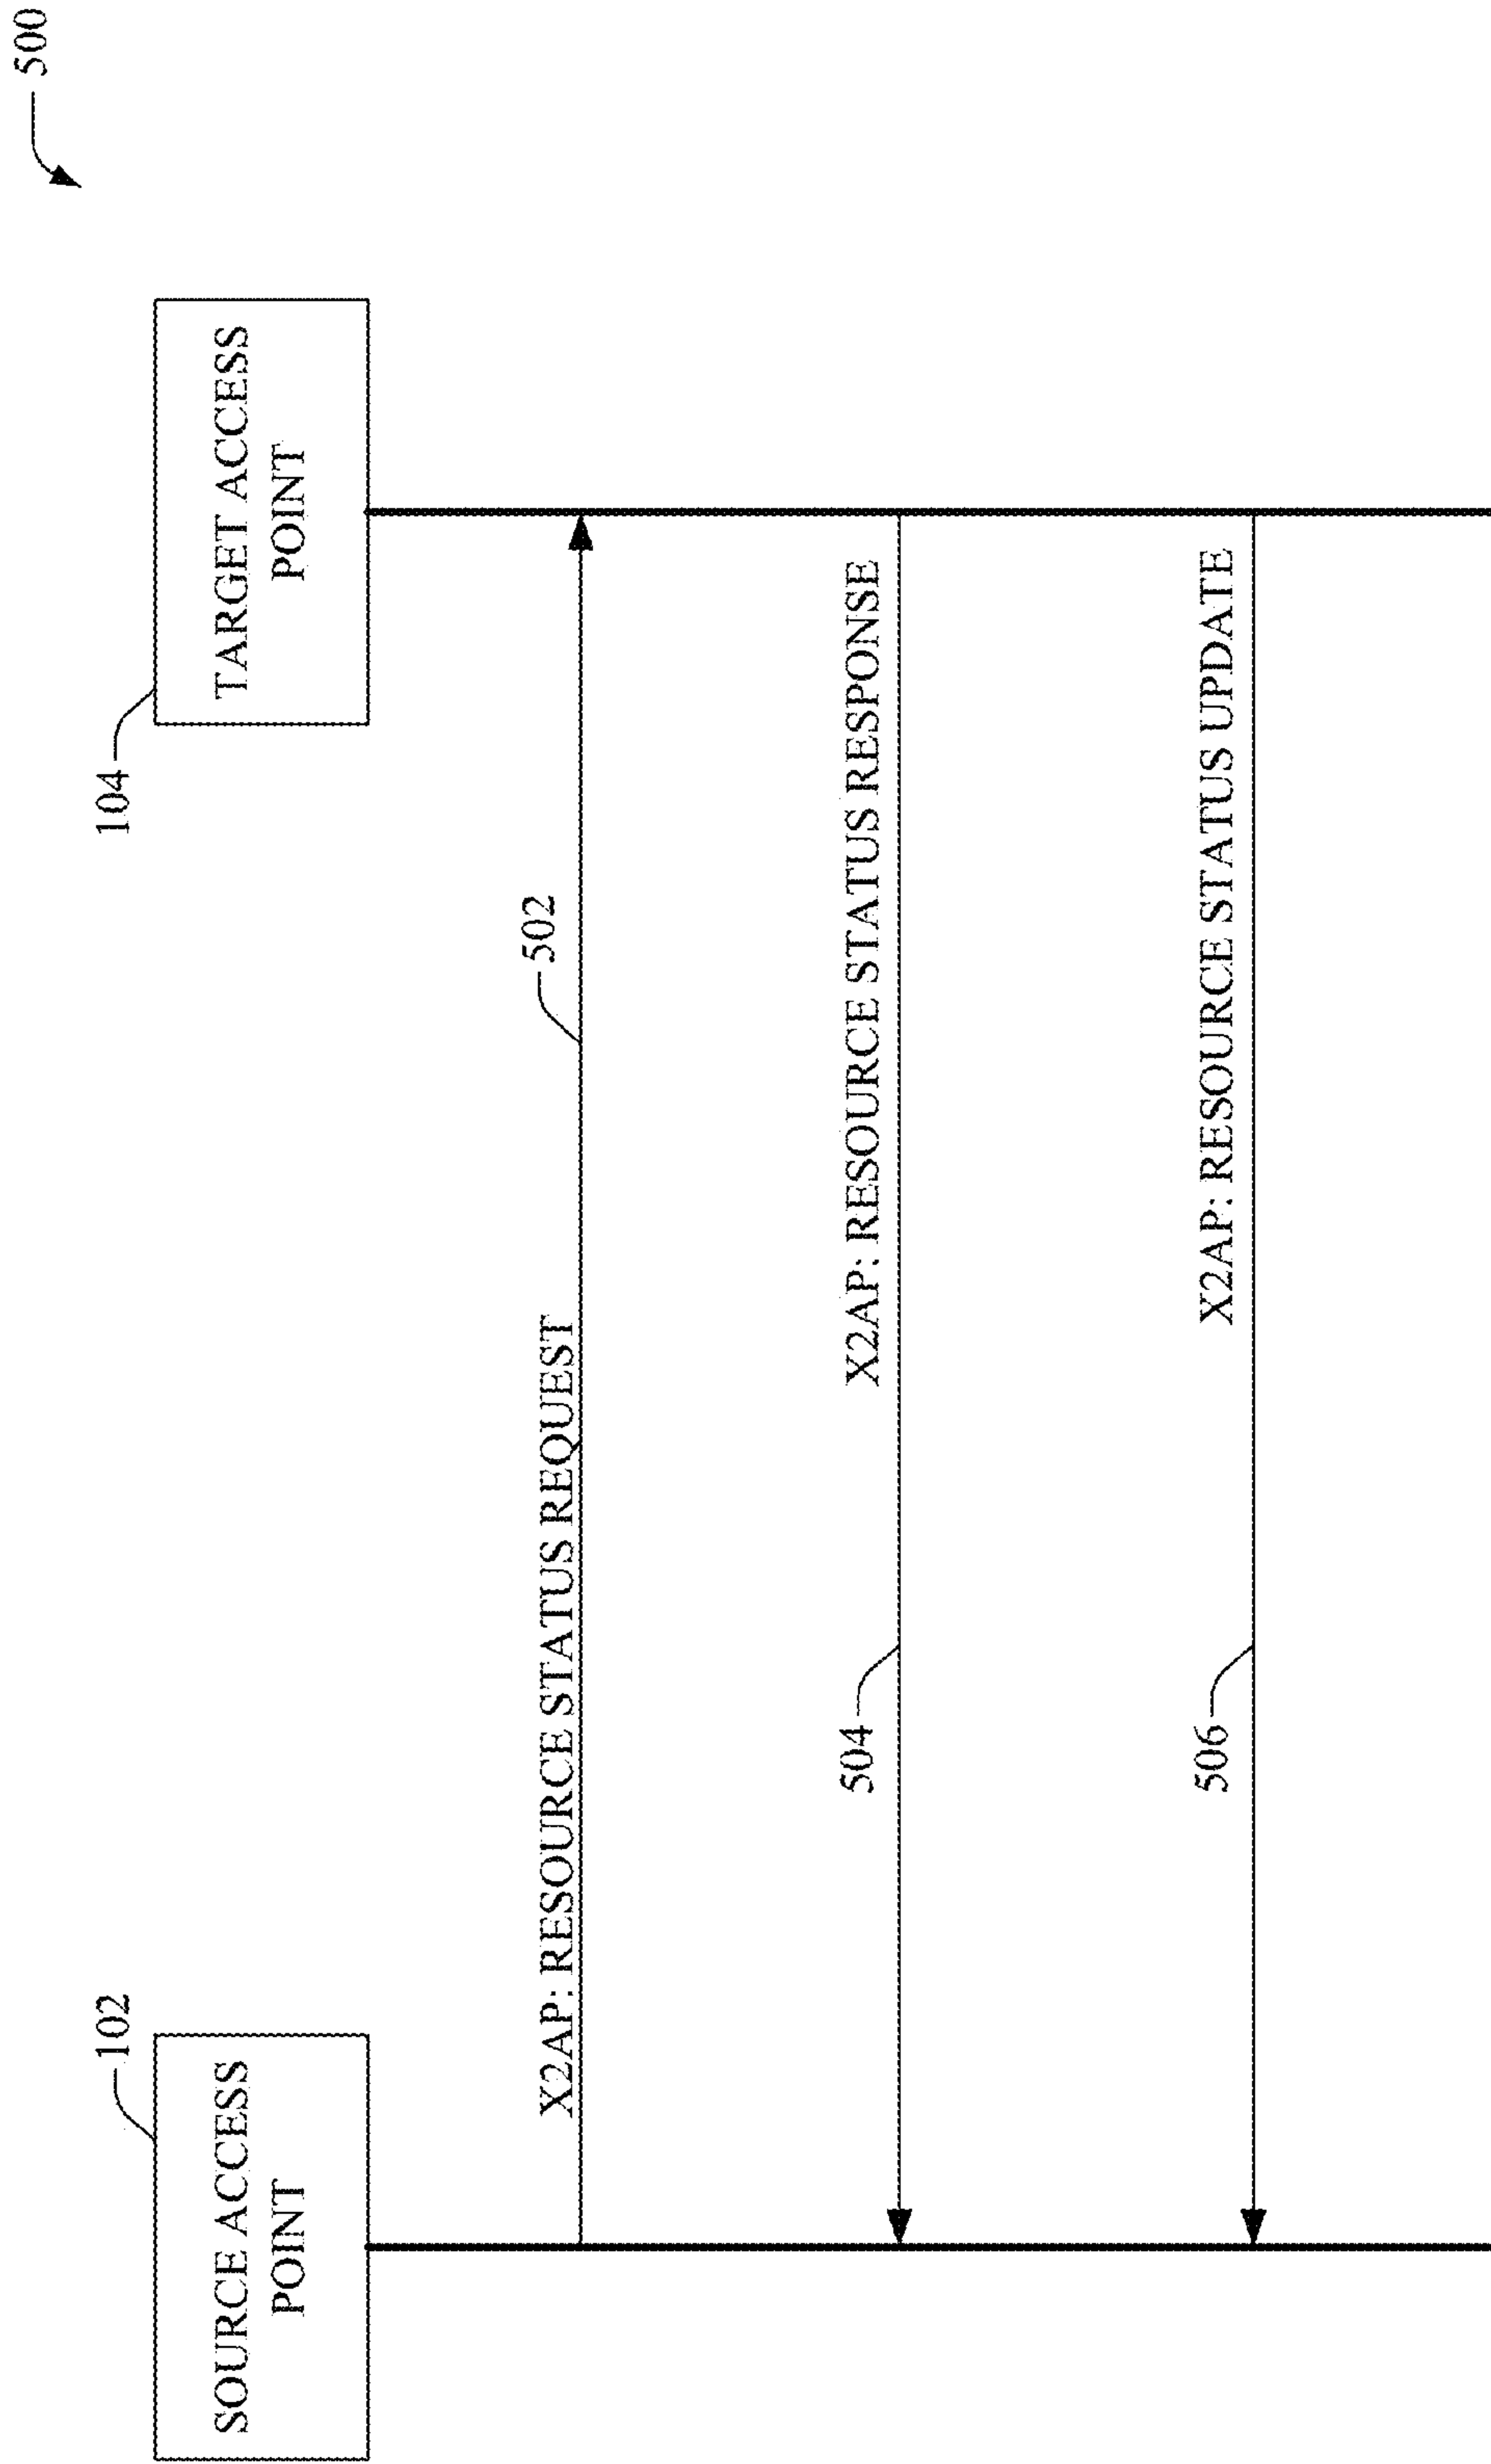 500
102
SOURCE ACCESS
POINT
104
TARGET ACCESS
POINT
X2AP: RESOURCE STATUS REQUEST
502
504
X2AP: RESOURCE STATUS RESPONSE
506
X2AP: RESOURCE STATUS UPDATE